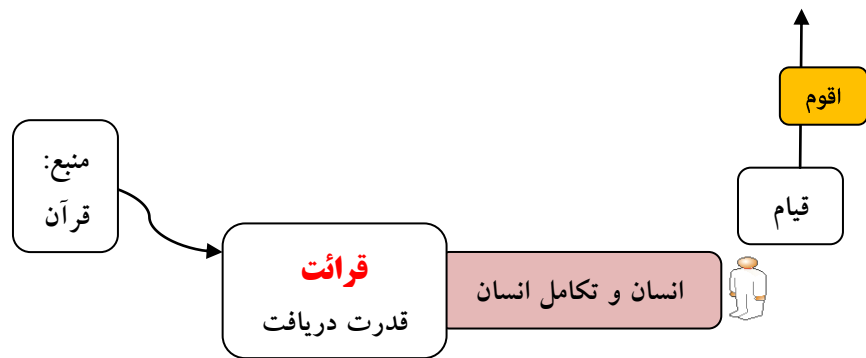 اقوم
قیام
منبع:
قرآن
قرائت
قدرت دریافت
انسان و تکامل انسان